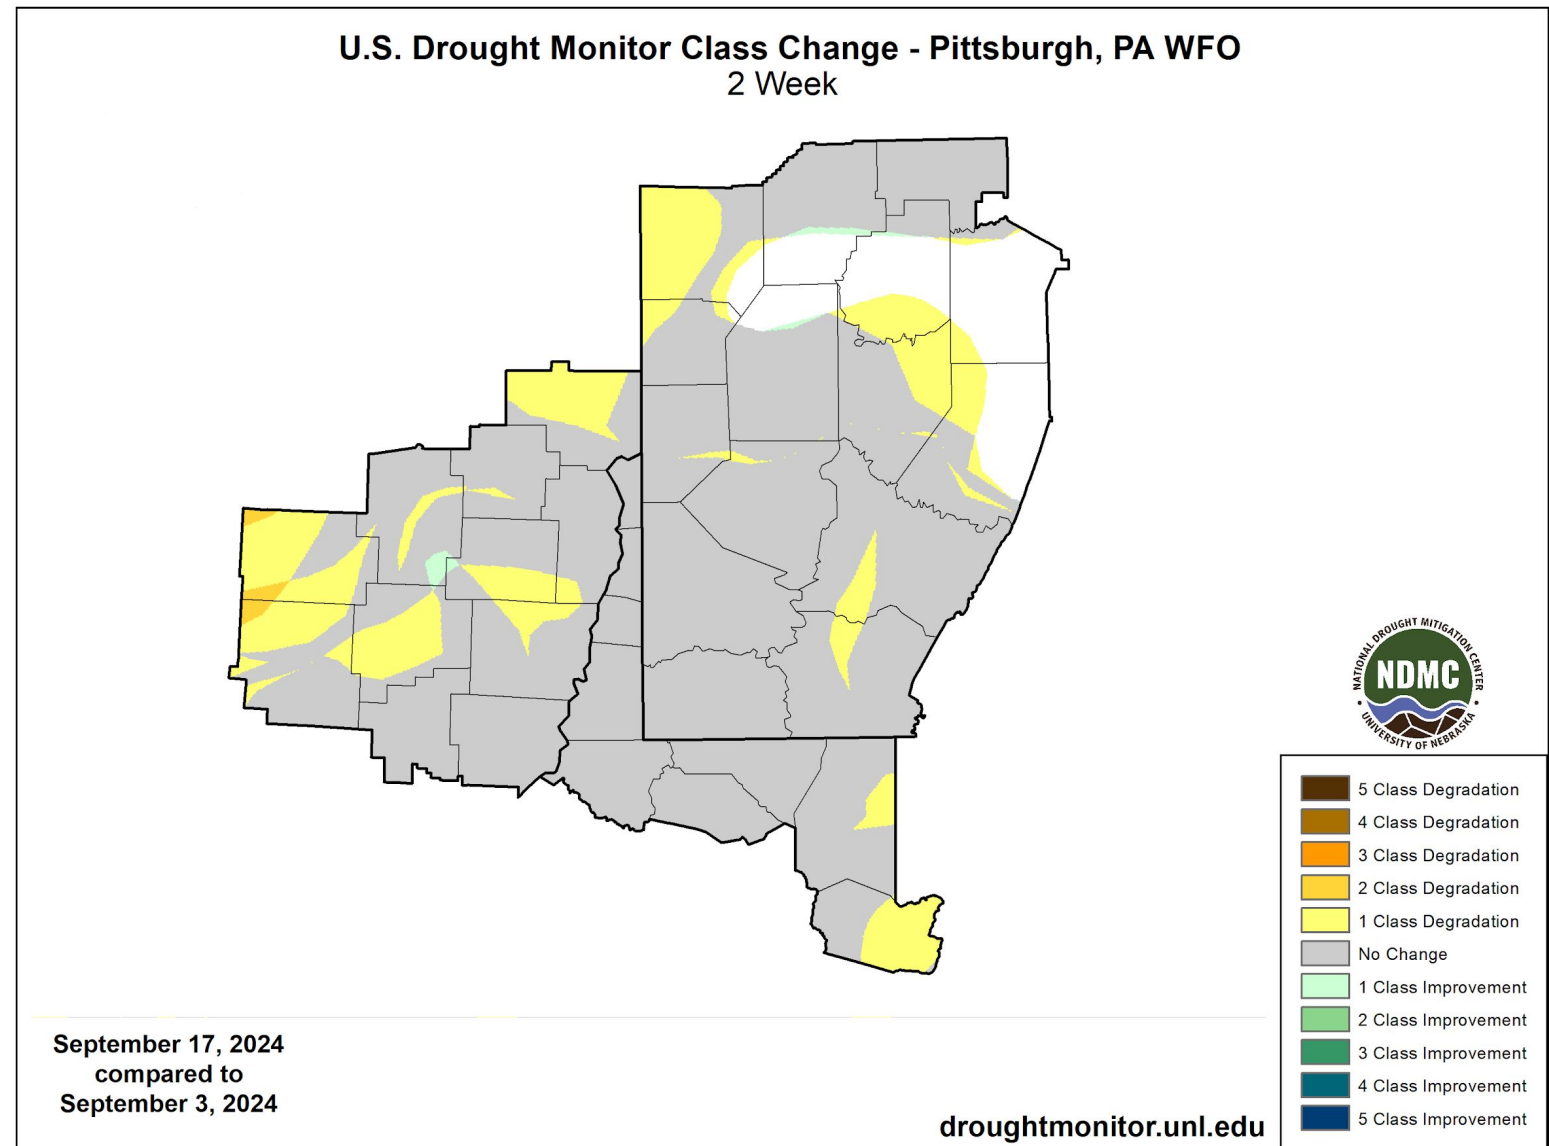 U.S. Drought Monitor Class Change - Pittsburgh, PA WFO
2 Week
NATIONAL DROUGHT MITIGATION CENTER
NDMC
UNIVERSITY OF NEBRASKA
5 Class Degradation
4 Class Degradation
3 Class Degradation
2 Class Degradation
1 Class Degradation
No Change
1 Class Improvement
2 Class Improvement
3 Class Improvement
4 Class Improvement
5 Class Improvement
September 17, 2024
compared to
September 3, 2024
droughtmonitor.unl.edu